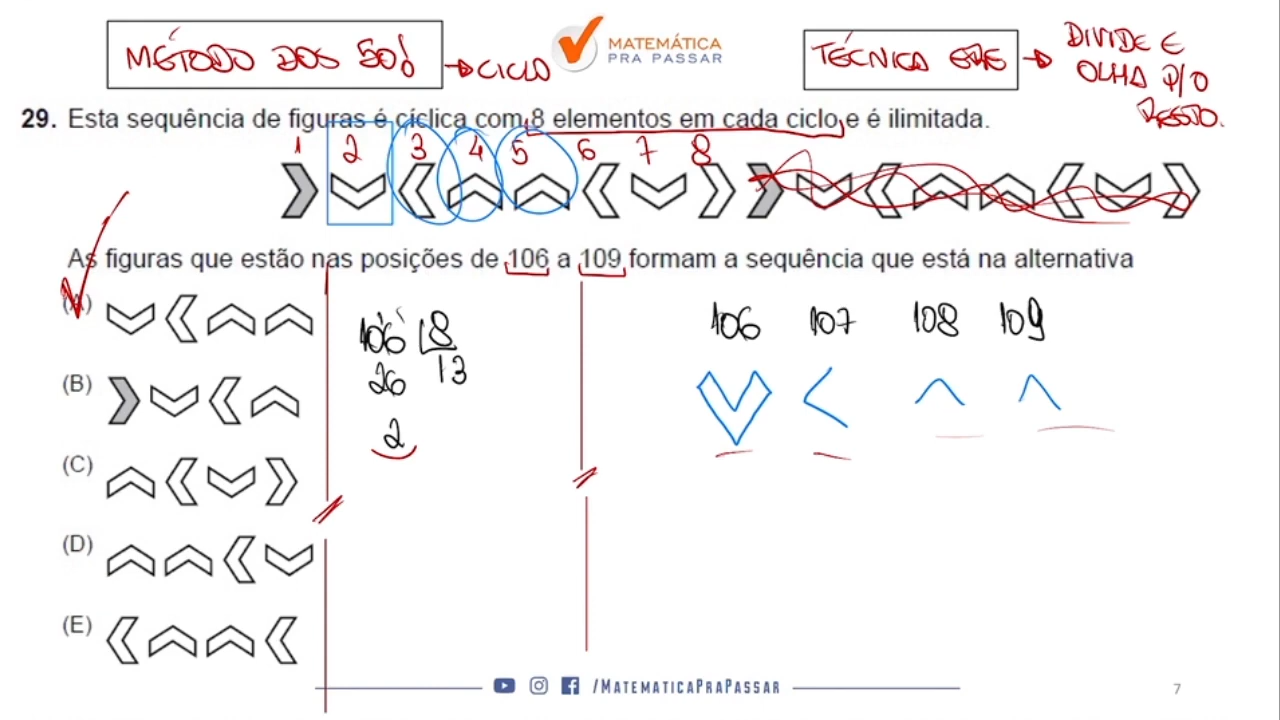 MÉTODO DOS 50!
→ CICLO
MATEMÁTICA
PRA PASSAR
TÉCNICA
→ DIVIDE E
OLHA P/O
RESTO.
29. Esta sequência de figuras é cíclica com 8 elementos em cada ciclo e é ilimitada.
1 2 3 4 5 6 7 8
As figuras que estão nas posições de 106 a 109 formam a sequência que está na alternativa
(A)
(B)
(C)
(D)
(E)
106 8
26 13
2
106 107 108 109
/MATEMATICAPRAPASSAR
7